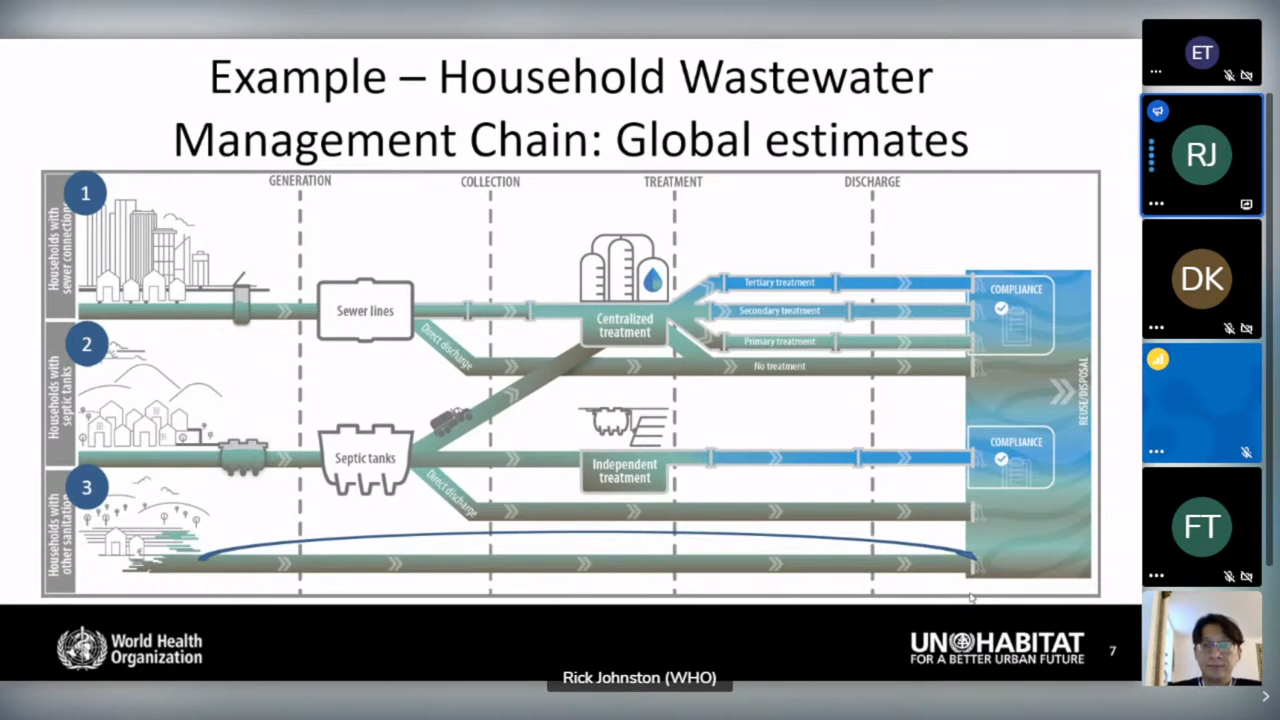 Example – Household Wastewater
Management Chain: Global estimates
GENERATION
COLLECTION
TREATMENT
DISCHARGE
1
Households with
sewer connections
Sewer lines
Direct discharge
Centralized
treatment
Tertiary treatment
Secondary treatment
Primary treatment
No treatment
COMPLIANCE
2
Households with
septic tanks
Septic tanks
Direct discharge
Independent
treatment
COMPLIANCE
REUSE/DISPOSAL
3
Households with
other sanitation
World Health
Organization
UN HABITAT
FOR A BETTER URBAN FUTURE
7
Rick Johnston (WHO)
ET
RJ
DK
FT